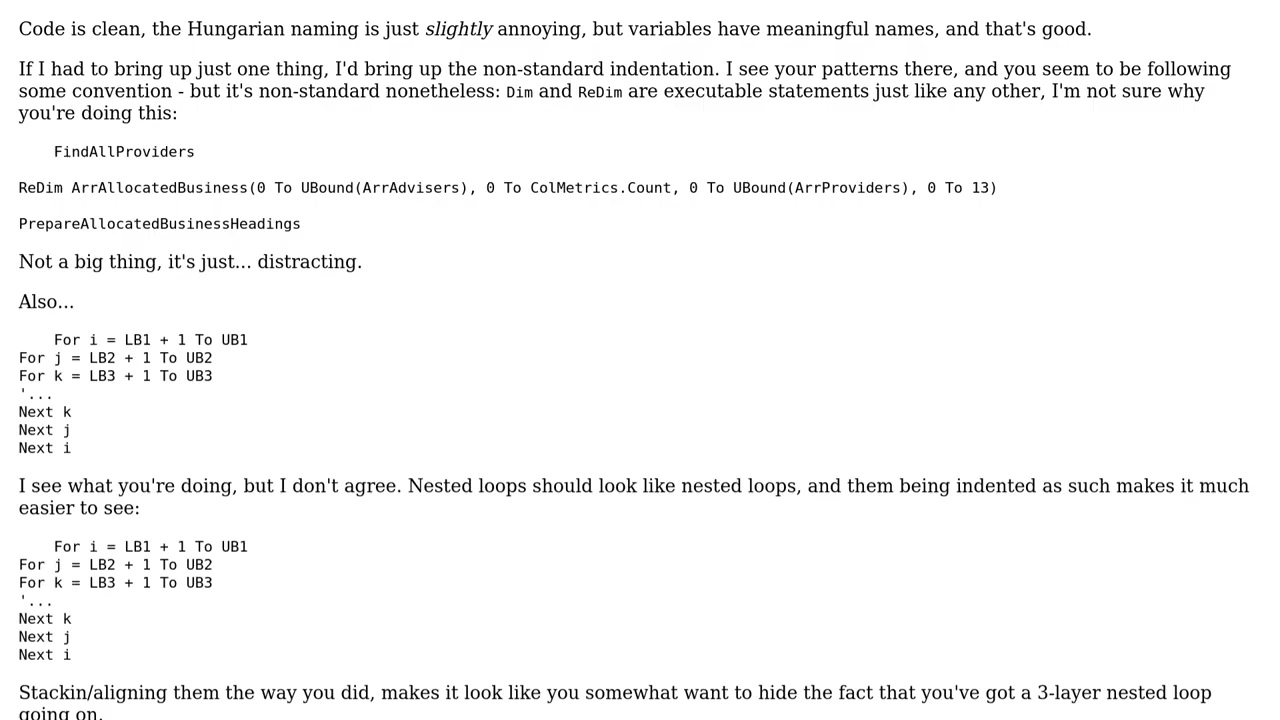 Code is clean, the Hungarian naming is just slightly annoying, but variables have meaningful names, and that's good.
If I had to bring up just one thing, I'd bring up the non-standard indentation. I see your patterns there, and you seem to be following
some convention - but it's non-standard nonetheless: Dim and ReDim are executable statements just like any other, I'm not sure why
you're doing this:
    FindAllProviders
ReDim ArrAllocatedBusiness(0 To UBound(ArrAdvisers), 0 To ColMetrics.Count, 0 To UBound(ArrProviders), 0 To 13)
PrepareAllocatedBusinessHeadings
Not a big thing, it's just... distracting.
Also...
    For i = LB1 + 1 To UB1
For j = LB2 + 1 To UB2
For k = LB3 + 1 To UB3
'...
Next k
Next j
Next i
I see what you're doing, but I don't agree. Nested loops should look like nested loops, and them being indented as such makes it much
easier to see:
    For i = LB1 + 1 To UB1
For j = LB2 + 1 To UB2
For k = LB3 + 1 To UB3
'...
Next k
Next j
Next i
Stackin/aligning them the way you did, makes it look like you somewhat want to hide the fact that you've got a 3-layer nested loop
going on.